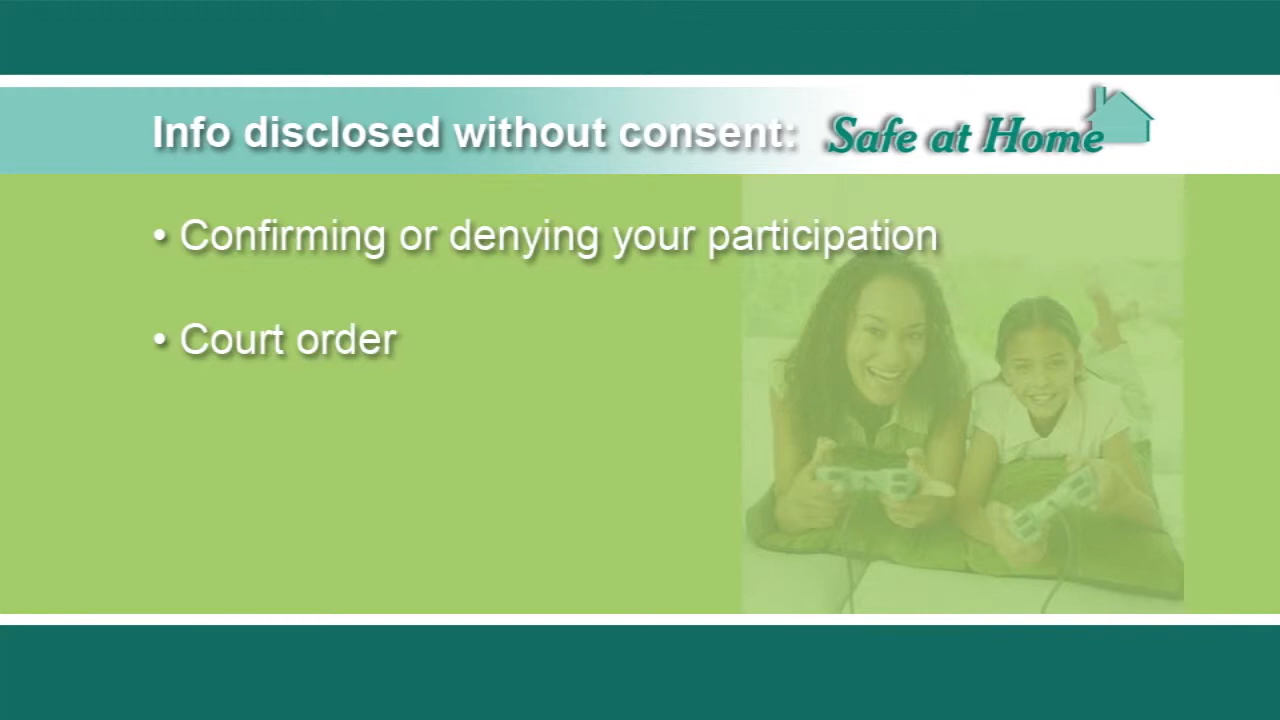 Info disclosed without consent: Safe at Home
• Confirming or denying your participation
• Court order